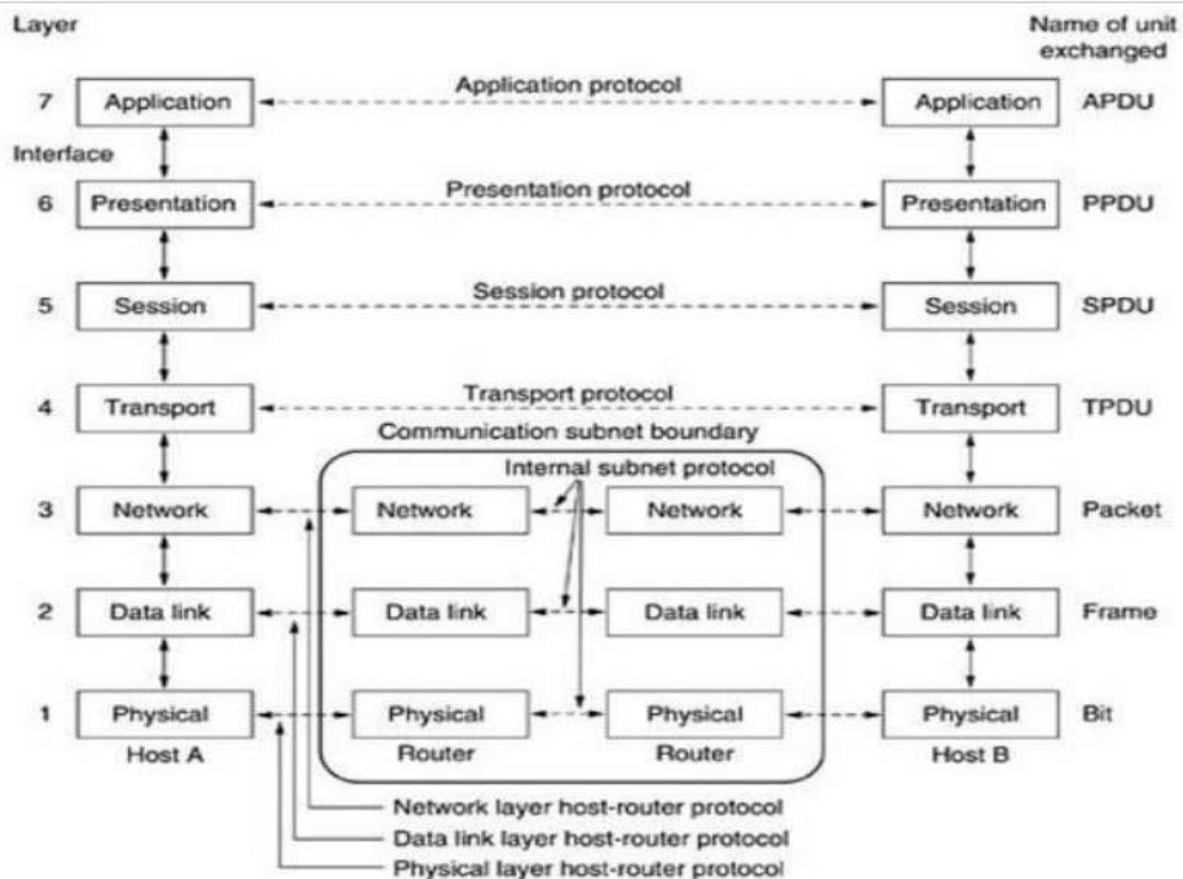 Layer
Name of unit
exchanged
7 Application Application protocol Application APDU
Interface
6 Presentation Presentation protocol Presentation PPDU
5 Session Session protocol Session SPDU
4 Transport Transport protocol Transport TPDU
Communication subnet boundary
Internal subnet protocol
3 Network Network Network Network Packet
2 Data link Data link Data link Data link Frame
1 Physical Physical Physical Physical Bit
Host A Router Router Host B
Network layer host-router protocol
Data link layer host-router protocol
Physical layer host-router protocol